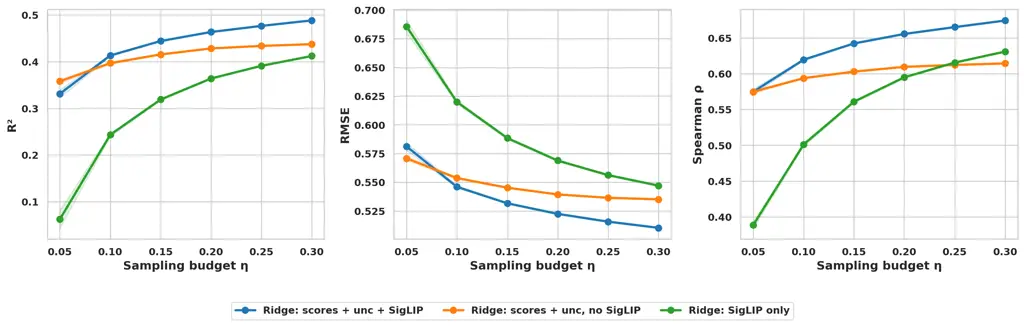 0.5
0.4
0.3
0.2
0.1
R²
0.05 0.10 0.15 0.20 0.25 0.30
Sampling budget η
0.700
0.675
0.650
0.625
0.600
0.575
0.550
0.525
RMSE
0.05 0.10 0.15 0.20 0.25 0.30
Sampling budget η
0.65
0.60
0.55
0.50
0.45
0.40
Spearman ρ
0.05 0.10 0.15 0.20 0.25 0.30
Sampling budget η
Ridge: scores + unc + SigLIP Ridge: scores + unc, no SigLIP Ridge: SigLIP only